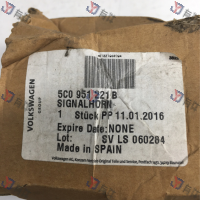 VOLKSWAGEN
GROUP
5C0 951 221 B
SIGNALHORN
1 Stück PP 11.01.2016
Expire Date: NONE
Lot: SV LS 060284
Made in SPAIN